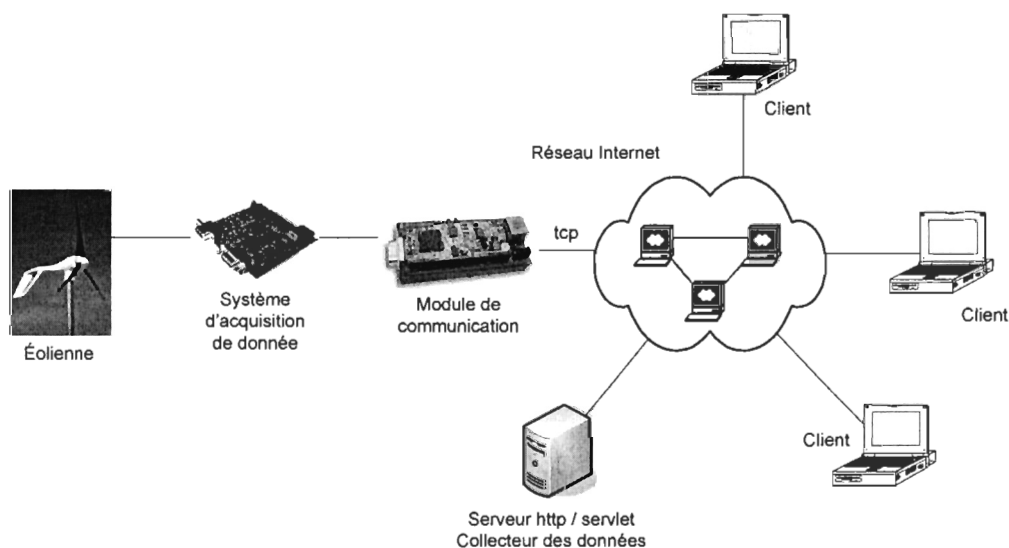 Client
Réseau Internet
tcp
Client
Système
d'acquisition
de donnée
Module de
communication
Éolienne
Client
Serveur http / servlet
Collecteur des données